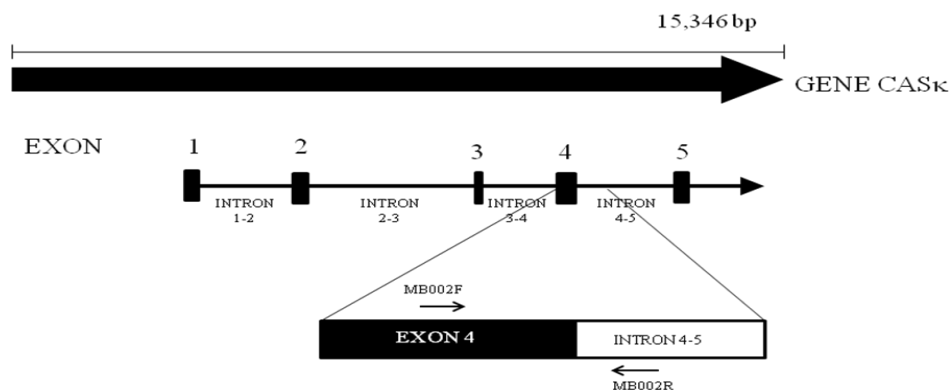 15,346 bp
GENE CASκ
EXON
1
2
3
4
5
INTRON
1-2
INTRON
2-3
INTRON
3-4
INTRON
4-5
MB002F
EXON 4
INTRON 4-5
MB002R